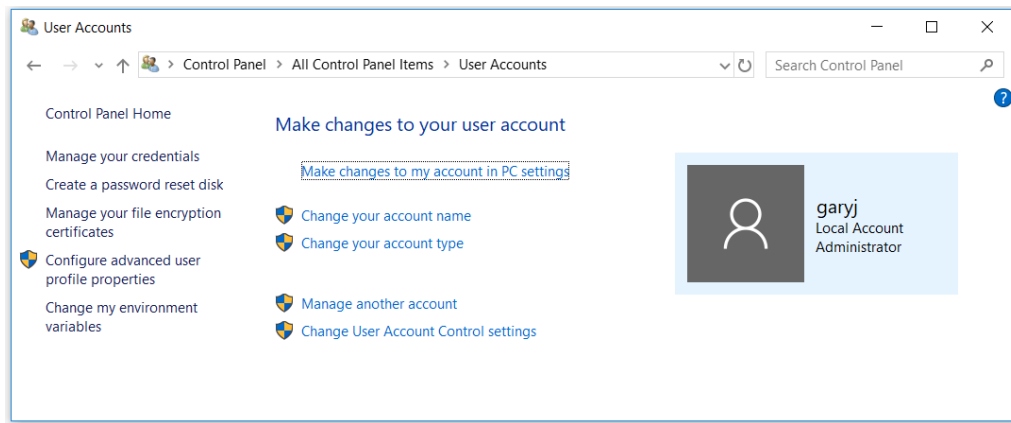 User Accounts
Control Panel > All Control Panel Items > User Accounts
Search Control Panel
Control Panel Home
Manage your credentials
Create a password reset disk
Manage your file encryption
certificates
Configure advanced user
profile properties
Change my environment
variables
Make changes to your user account
Make changes to my account in PC settings
Change your account name
Change your account type
Manage another account
Change User Account Control settings
garyj
Local Account
Administrator
?